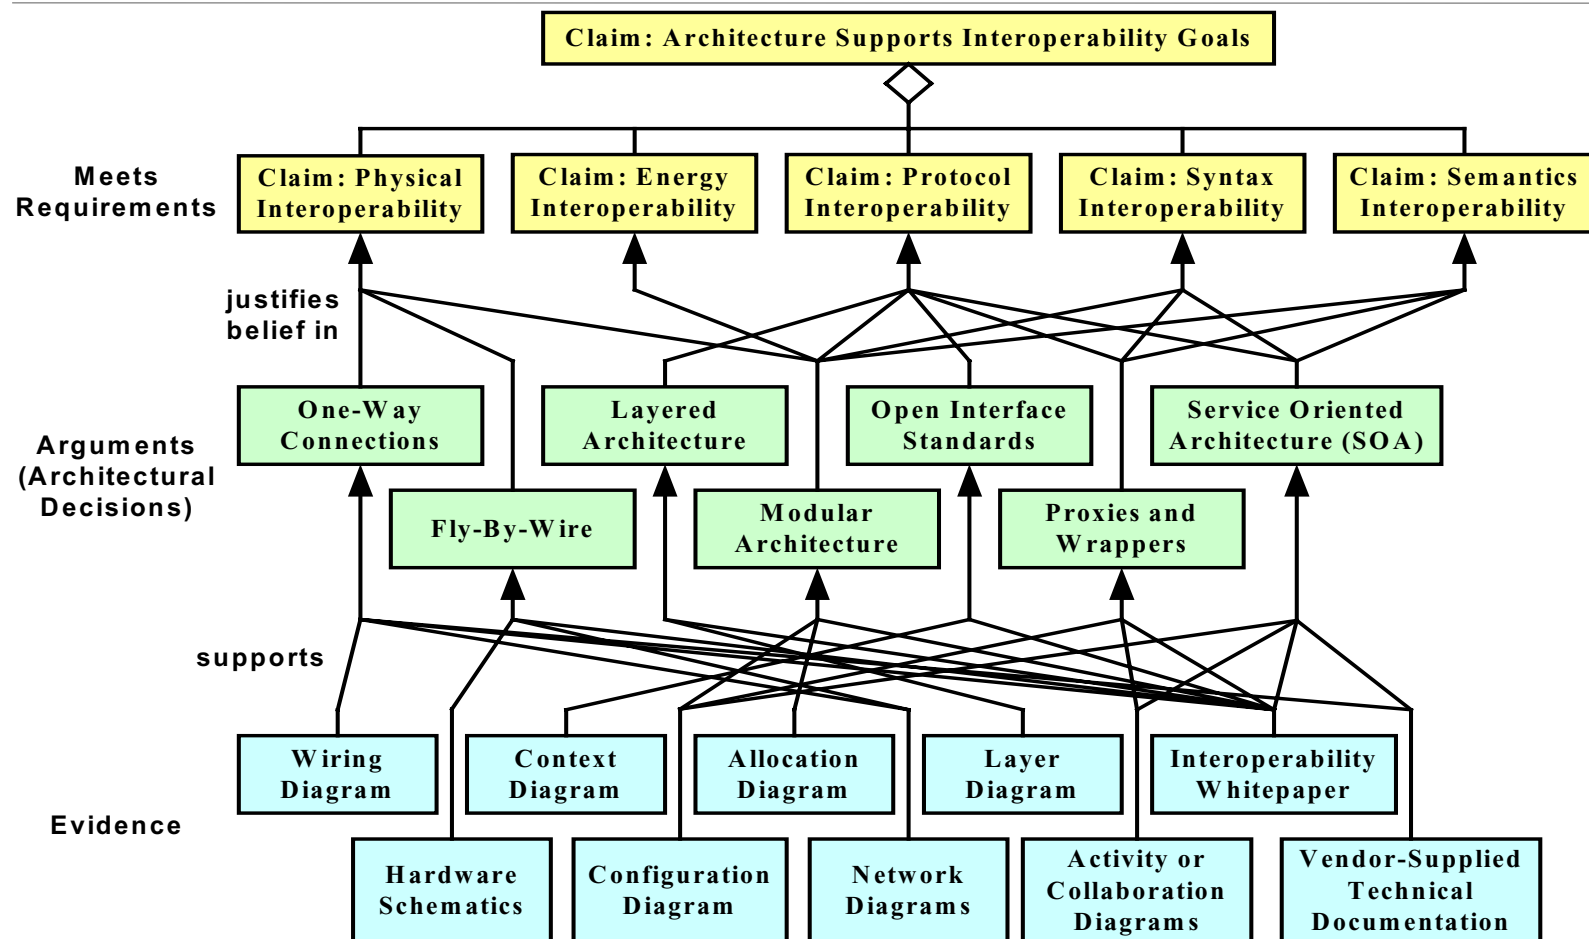 Claim: Architecture Supports Interoperability Goals
Meets
Requirements
Claim: Physical
Interoperability
Claim: Energy
Interoperability
Claim: Protocol
Interoperability
Claim: Syntax
Interoperability
Claim: Semantics
Interoperability
justifies
belief in
Arguments
(Architectural
Decisions)
One-Way
Connections
Layered
Architecture
Open Interface
Standards
Service Oriented
Architecture (SOA)
Fly-By-Wire
Modular
Architecture
Proxies and
Wrappers
supports
Evidence
Wiring
Diagram
Context
Diagram
Allocation
Diagram
Layer
Diagram
Interoperability
Whitepaper
Hardware
Schematics
Configuration
Diagram
Network
Diagrams
Activity or
Collaboration
Diagrams
Vendor-Supplied
Technical
Documentation